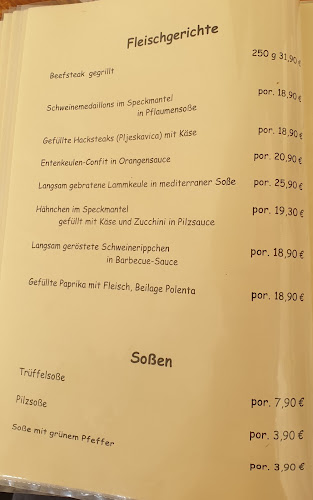 Fleischgerichte
Beefsteak gegrillt 250 g 31,90 €
Schweinemedaillons im Speckmantel por. 18,90 €
in Pflaumensoße
Gefüllte Hacksteaks (Pljeskavica) mit Käse por. 18,90 €
Entenkeulen-Confit in Orangensauce por. 20,90 €
Langsam gebratene Lammkeule in mediterraner Soße por. 25,90 €
Hähnchen im Speckmantel por. 19,30 €
gefüllt mit Käse und Zucchini in Pilzsauce
Langsam geröstete Schweinerippchen por. 18,90 €
in Barbecue-Sauce
Gefüllte Paprika mit Fleisch, Beilage Polenta por. 18,90 €
Soßen
Trüffelsoße por. 7,90 €
Pilzsoße por. 3,90 €
Soße mit grünem Pfeffer por. 3,90 €